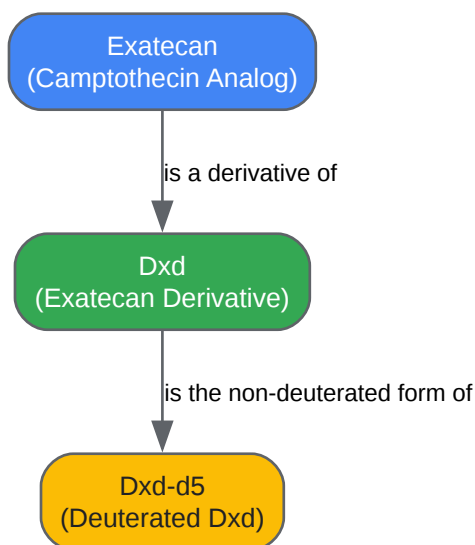 Exatecan
(Camptothecin Analog)
is a derivative of
Dxd
(Exatecan Derivative)
is the non-deuterated form of
Dxd-d5
(Deuterated Dxd)